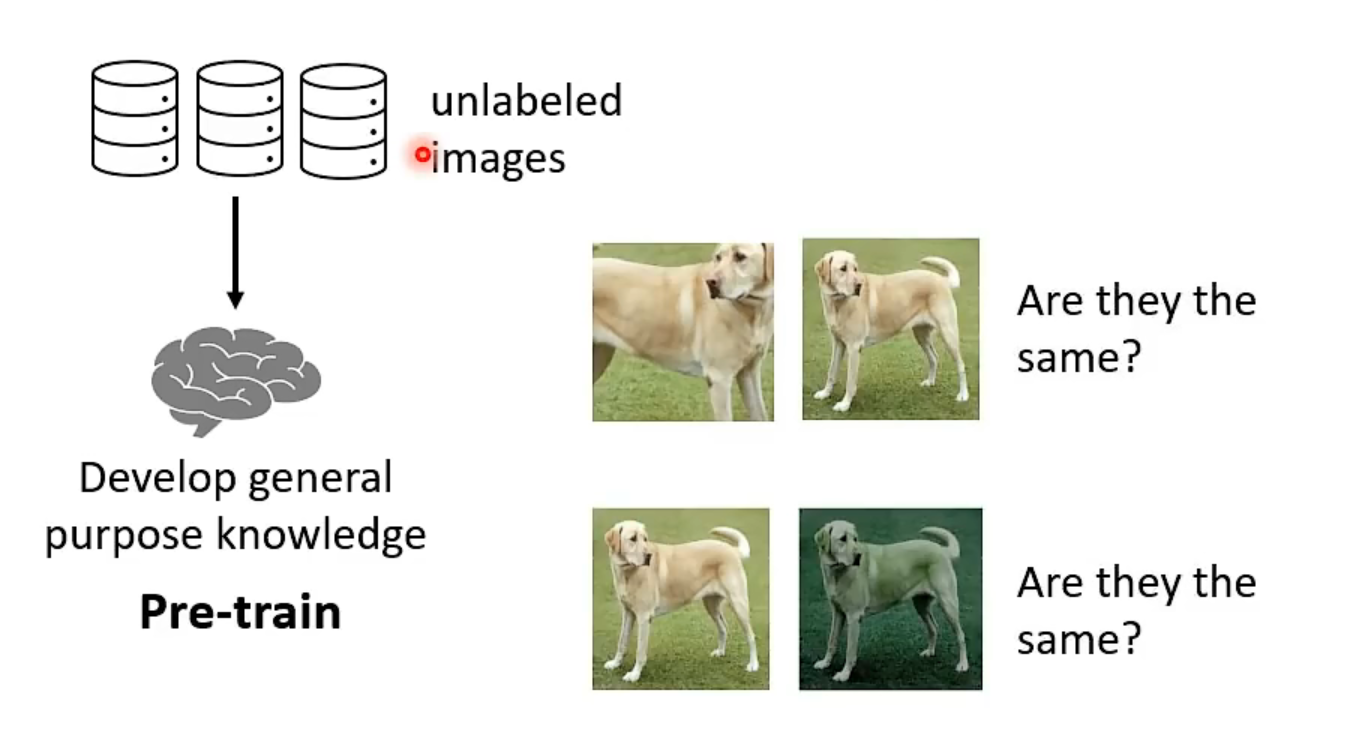 unlabeled
images
Are they the
same?
Develop general
purpose knowledge
Pre-train
Are they the
same?